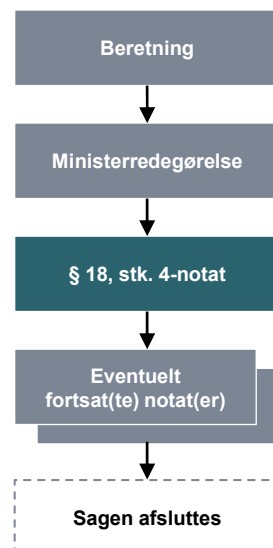 Beretning
Ministerredegørelse
§ 18, stk. 4-notat
Eventuelt
fortsat(te) notat(er)
Sagen afsluttes